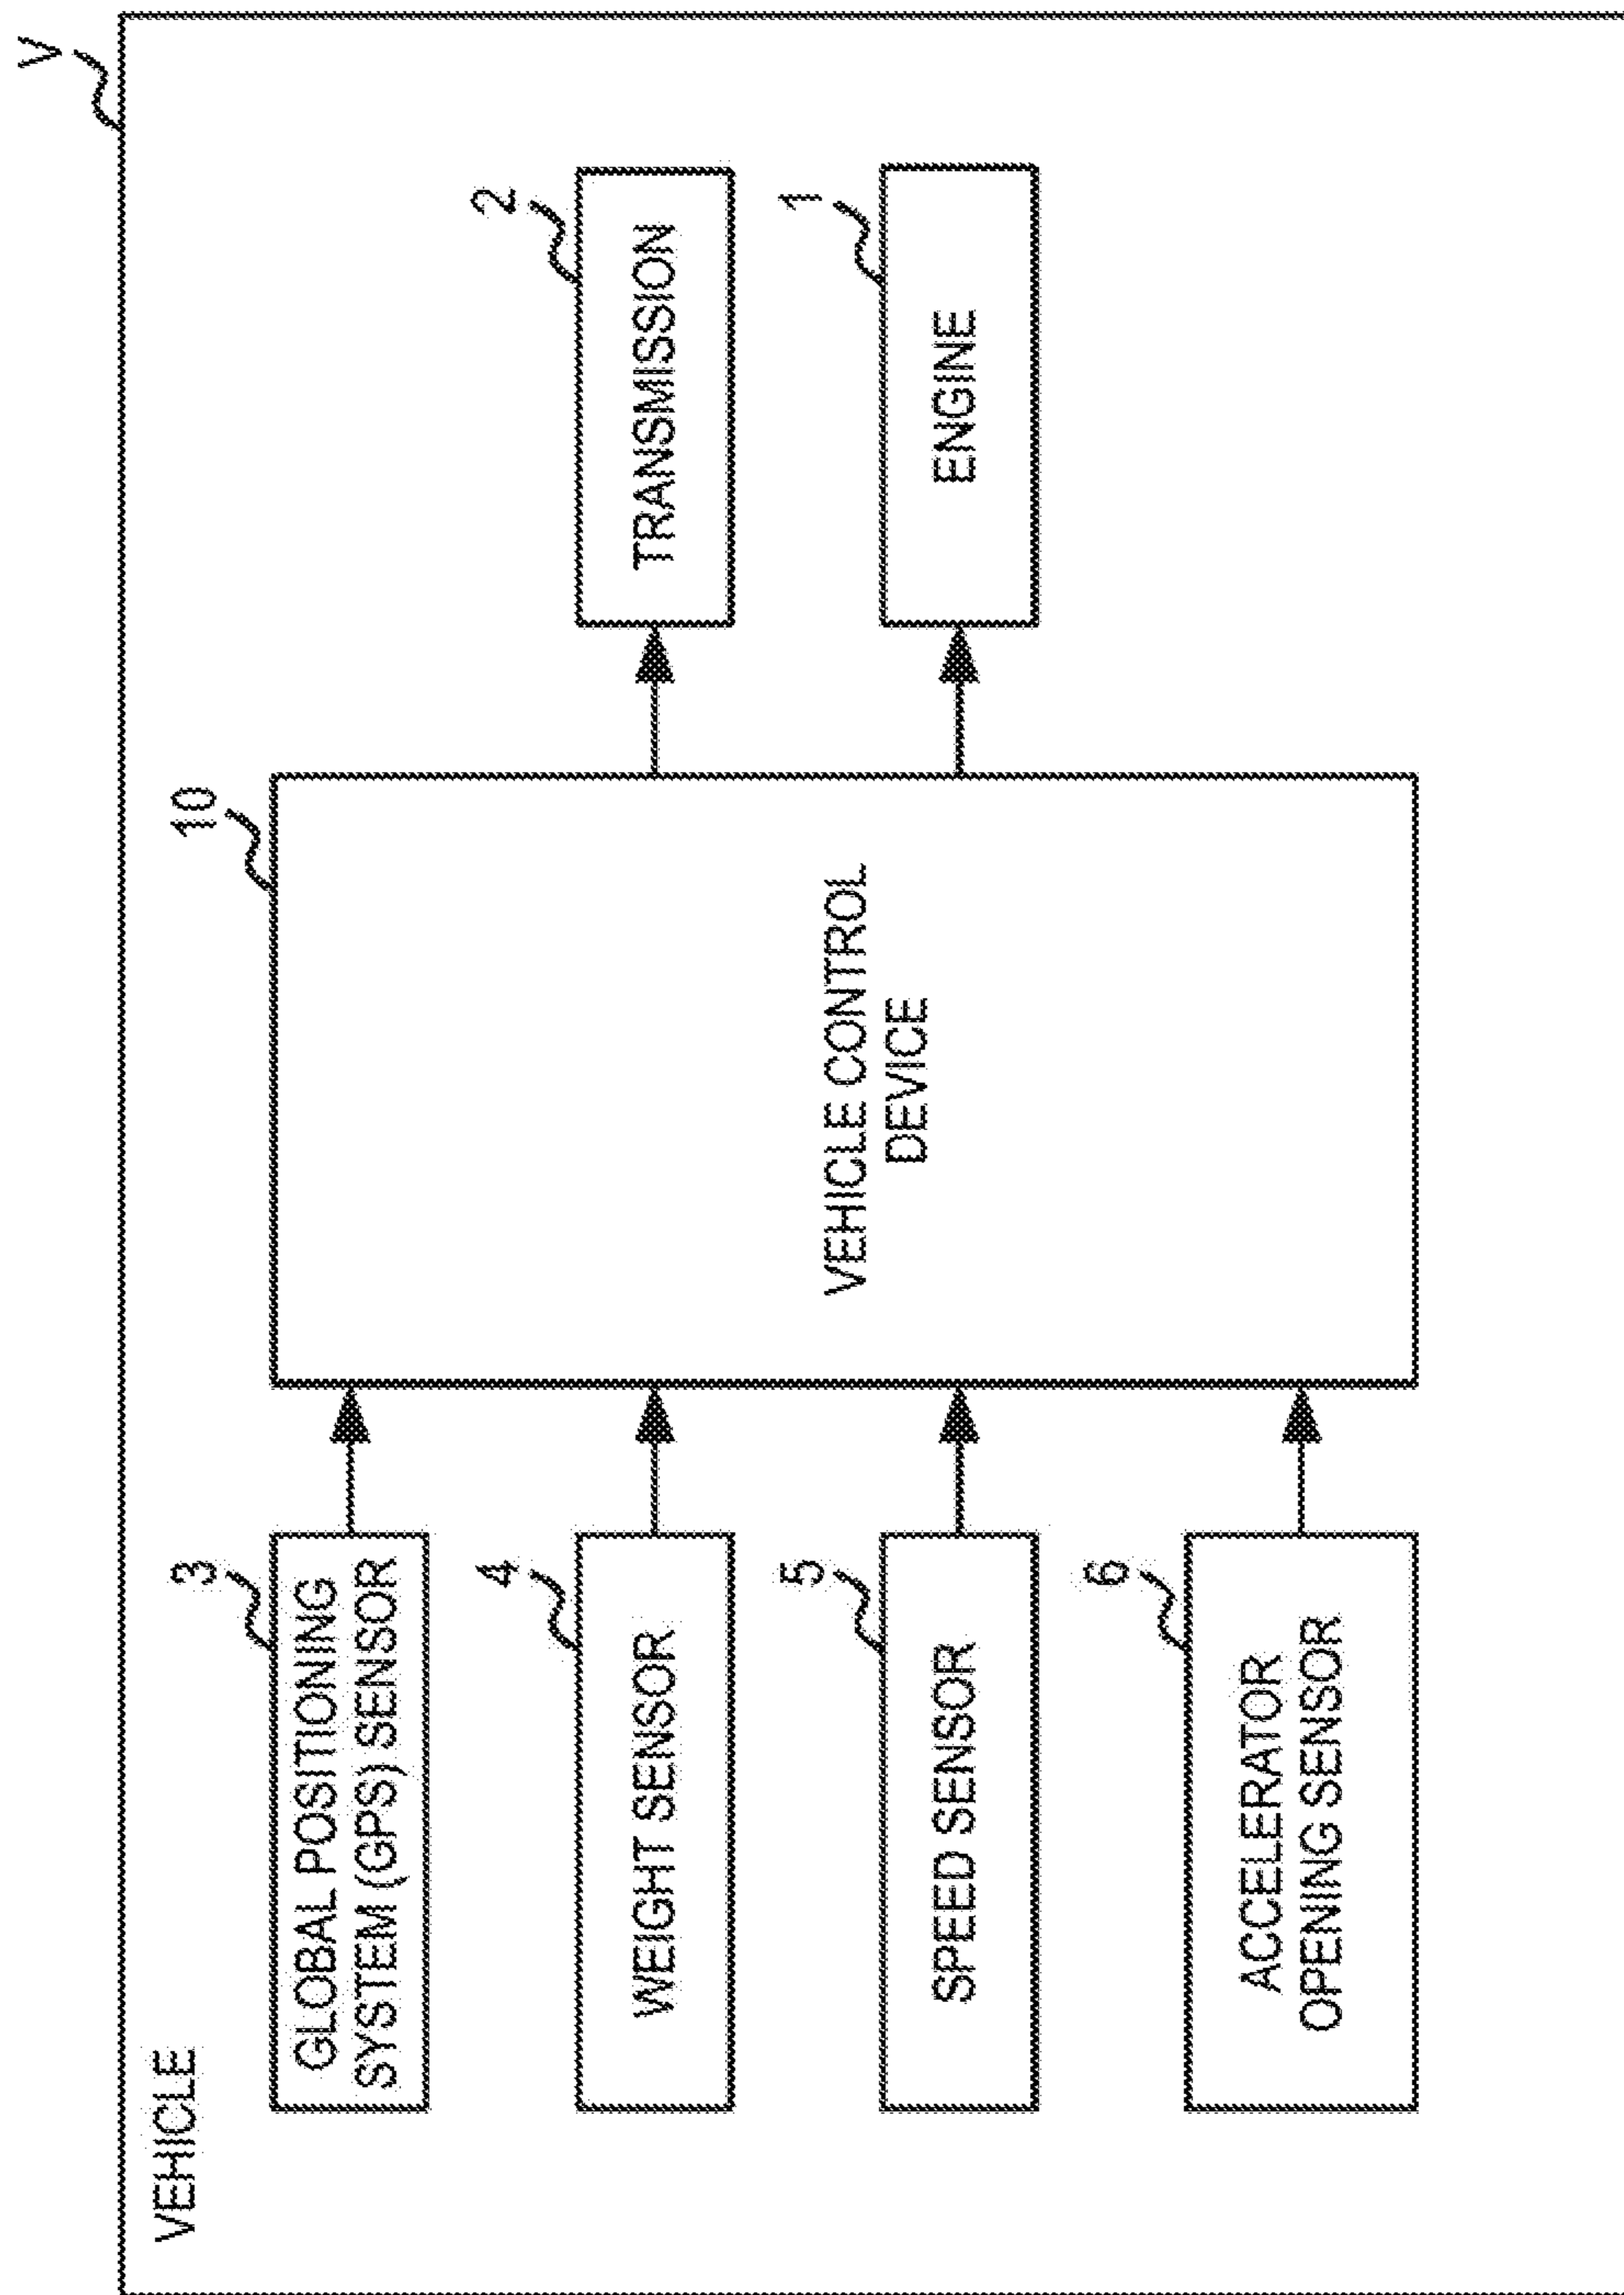 V
VEHICLE
3
GLOBAL POSITIONING
SYSTEM (GPS) SENSOR
4
WEIGHT SENSOR
5
SPEED SENSOR
6
ACCELERATOR
OPENING SENSOR
10
VEHICLE CONTROL
DEVICE
2
TRANSMISSION
1
ENGINE